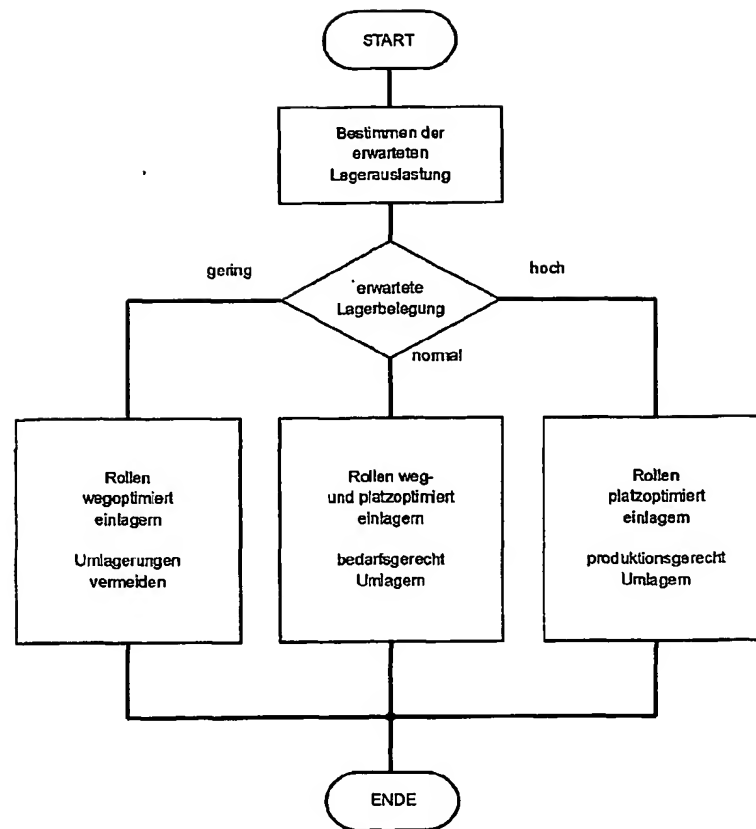 START
Bestimmen der
erwarteten
Lagerauslastung
gering
hoch
erwartete
Lagerbelegung
normal
Rollen
wegoptimiert
einlagern
Umlagerungen
vermeiden
Rollen weg-
und platzoptimiert
einlagern
bedarfsgerecht
Umlagern
Rollen
platzoptimiert
einlagern
produktionsgerecht
Umlagern
ENDE